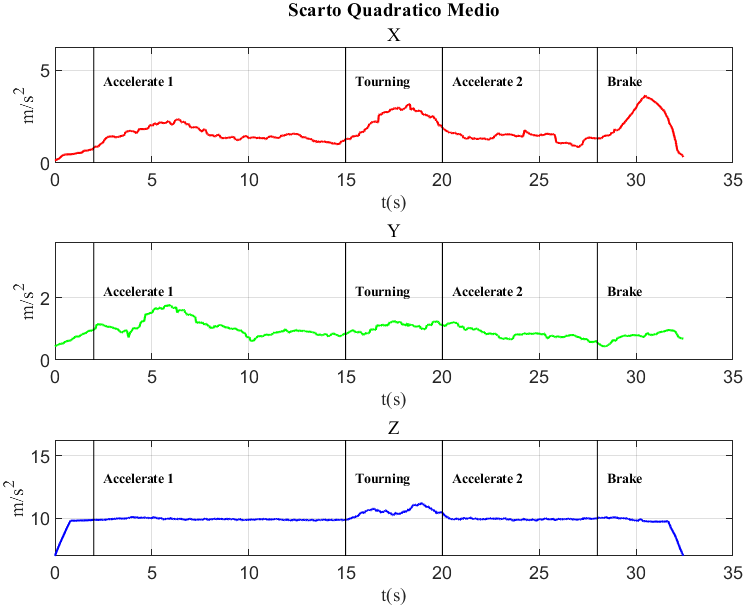 Scarto Quadratico Medio
X
Accelerate 1 Tourning Accelerate 2 Brake
5
0
m/s²
0 5 10 15 20 25 30 35
t(s)
Y
Accelerate 1 Tourning Accelerate 2 Brake
2
0
m/s²
0 5 10 15 20 25 30 35
t(s)
Z
15
Accelerate 1 Tourning Accelerate 2 Brake
10
m/s²
0 5 10 15 20 25 30 35
t(s)